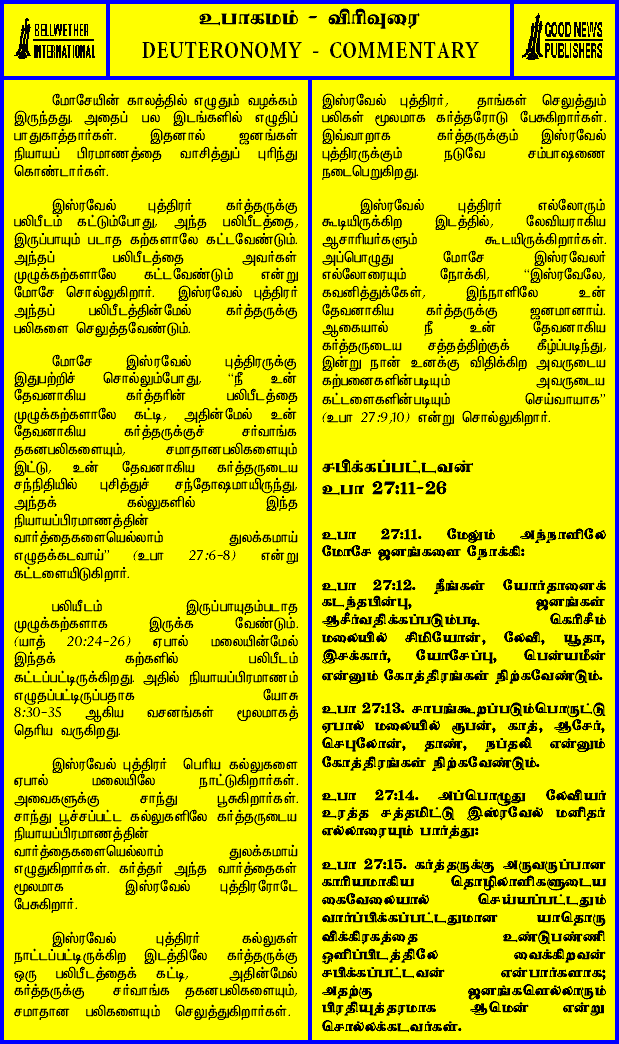 BELLWETHER
INTERNATIONAL
உபாகமம் - விரிவுரை
DEUTERONOMY - COMMENTARY
GOOD NEWS
PUBLISHERS
மோசேயின் காலத்தில் எழுதும் வழக்கம்
இருந்தது. அதைப் பல இடங்களில் எழுதிப்
பாதுகாத்தார்கள். இதனால் ஜனங்கள்
நியாயப் பிரமாணத்தை வாசித்துப் புரிந்து
கொண்டார்கள்.
இஸ்ரவேல் புத்திரர் கர்த்தருக்கு
பலிபீடம் கட்டும்போது, அந்த பலிபீடத்தை,
இருப்பாயும் படாத கற்களாலே கட்டவேண்டும்.
அந்தப் பலிபீடத்தை அவர்கள்
முழுக்கற்களாலே கட்டவேண்டும் என்று
மோசே சொல்லுகிறார். இஸ்ரவேல் புத்திரர்
அந்தப் பலிபீடத்தின்மேல் கர்த்தருக்கு
பலிகளை செலுத்தவேண்டும்.
மோசே இஸ்ரவேல் புத்திரருக்கு
இதுபற்றிச் சொல்லும்போது, “நீ உன்
தேவனாகிய கர்த்தரின் பலிபீடத்தை
முழுக்கற்களாலே கட்டி, அதின்மேல் உன்
தேவனாகிய கர்த்தருக்குச் சர்வாங்க
தகனபலிகளையும், சமாதானபலிகளையும்
இட்டு, உன் தேவனாகிய கர்த்தருடைய
சந்நிதியில் புசித்துச் சந்தோஷமாயிருந்து,
அந்தக் கல்லுகளில் இந்த
நியாயப்பிரமாணத்தின்
வார்த்தைகளையெல்லாம் துலக்கமாய்
எழுதக்கடவாய்” (உபா 27:6-8) என்று
கட்டளையிடுகிறார்.
பலியீடம் இருப்பாயுதம்படாத
முழுக்கற்களாக இருக்க வேண்டும்.
(யாத் 20:24-26) ஏபால் மலையின்மேல்
இந்தக் கற்களில் பலிபீடம்
கட்டப்பட்டிருக்கிறது. அதில் நியாயப்பிரமாணம்
எழுதப்பட்டிருப்பதாக யோசு
8:30-35 ஆகிய வசனங்கள் மூலமாகத்
தெரிய வருகிறது.
இஸ்ரவேல் புத்திரர் பெரிய கல்லுகளை
ஏபால் மலையிலே நாட்டுகிறார்கள்.
அவைகளுக்கு சாந்து பூசுகிறார்கள்.
சாந்து பூச்சப்பட்ட கல்லுகளிலே கர்த்தருடைய
நியாயப்பிரமாணத்தின்
வார்த்தைகளையெல்லாம் துலக்கமாய்
எழுதுகிறார்கள். கர்த்தர் அந்த வார்த்தைகள்
மூலமாக இஸ்ரவேல் புத்திரரோடே
பேசுகிறார்.
இஸ்ரவேல் புத்திரர் கல்லுகள்
நாட்டப்பட்டிருகிற இடத்திலே கர்த்தருக்கு
ஒரு பலிபீடத்தைக் கட்டி, அதின்மேல்
கர்த்தருக்கு சர்வாங்க தகனபலிகளையும்,
சமாதான பலிகளையும் செலுத்துகிறார்கள்.
இஸ்ரவேல் புத்திரர், தாங்கள் செலுத்தும்
பலிகள் மூலமாக கர்த்தரோடு பேசுகிறார்கள்.
இவ்வாறாக கர்த்தருக்கும் இஸ்ரவேல்
புத்திரருக்கும் நடுவே சம்பாஷணை
நடைபெறுகிறது.
இஸ்ரவேல் புத்திரர் எல்லோரும்
கூடியிருக்கிற இடத்தில், லேவியராகிய
ஆசாரியர்களும் கூடயிருக்கிறார்கள்.
அப்பொழுது மோசே இஸ்ரவேலர்
எல்லோரையும் நோக்கி, “இஸ்ரவேலே,
கவனித்துக்கேள், இந்நாளிலே உன்
தேவனாகிய கர்த்தருக்கு ஜனமானாய்.
ஆகையால் நீ உன் தேவனாகிய
கர்த்தருடைய சத்தத்திற்குக் கீழ்ப்படிந்து,
இன்று நான் உனக்கு விதிக்கிற அவருடைய
கற்பனைகளின்படியும் அவருடைய
கட்டளைகளின்படியும் செய்வாயாக”
(உபா 27:9,10) என்று சொல்லுகிறார்.
சபிக்கப்பட்டவன்
உபா 27:11-26
உபா 27:11. மேலும் அந்நாளிலே
மோசே ஜனங்களை நோக்கி:
உபா 27:12. நீங்கள் யோர்தானைக்
கடந்தபின்பு, ஜனங்கள்
ஆசீர்வதிக்கப்படும்படி, கெரிசீம்
மலையில் சிமியோன், லேவி, யூதா,
இசக்கார், யோசேப்பு, பென்யமீன்
என்னும் கோத்திரங்கள் நிற்கவேண்டும்.
உபா 27:13. சாபங்கூறப்படும்பொருட்டு
ஏபால் மலையில் ரூபன், காத், ஆசேர்,
செபுலோன், தாண், நப்தலி என்னும்
கோத்திரங்கள் நிற்கவேண்டும்.
உபா 27:14. அப்பொழுது லேவியர்
உரத்த சத்தமிட்டு இஸ்ரவேல் மனிதர்
எல்லாரையும் பார்த்து:
உபா 27:15. கர்த்தருக்கு அருவருப்பான
காரியமாகிய தொழிலாளிகளுடைய
கைவேலையால் செய்யப்பட்டதும்
வார்ப்பிக்கப்பட்டதுமான யாதொரு
விக்கிரகத்தை உண்டுபண்ணி
ஒளிப்பிடத்திலே வைக்கிறவன்
சபிக்கப்பட்டவன் என்பார்களாக;
அதற்கு ஜனங்களெல்லாரும்
பிரதியுத்தரமாக ஆமென் என்று
சொல்லக்கடவர்கள்.